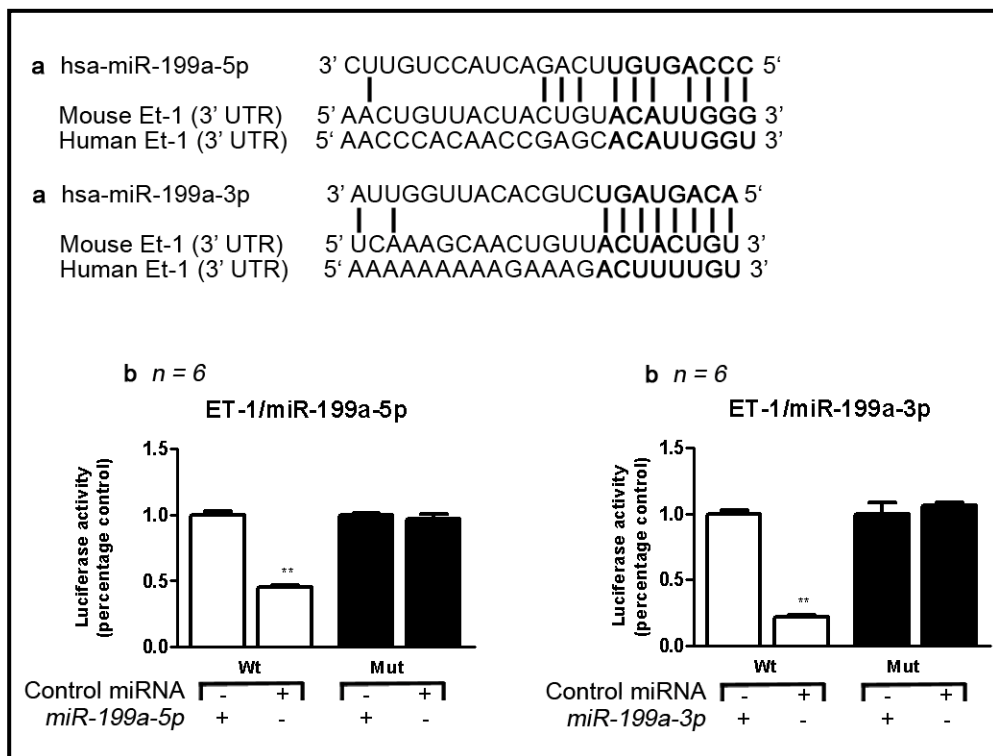 a hsa-miR-199a-5p 3' CUUGUCCAUCAGACUUGUGACCC 5'
Mouse Et-1 (3' UTR) 5' AACUGUUACUACUGUACAUUGGG 3'
Human Et-1 (3' UTR) 5' AACCCACAACCGAGCACAUUGGU 3'
a hsa-miR-199a-3p 3' AUUGGUUACACGUCUGAUGACA 5'
Mouse Et-1 (3' UTR) 5' UCAAAGCAACUGUUACUACUGU 3'
Human Et-1 (3' UTR) 5' AAAAAAAAAGAAAGACUUUUGU 3'
b n = 6
ET-1/miR-199a-5p
Luciferase activity
(percentage control)
1.5
1.0
0.5
0.0
**
Wt Mut
Control miRNA - + - +
miR-199a-5p + - + -
b n = 6
ET-1/miR-199a-3p
Luciferase activity
(percentage control)
1.5
1.0
0.5
0.0
**
Wt Mut
Control miRNA - + - +
miR-199a-3p + - + -